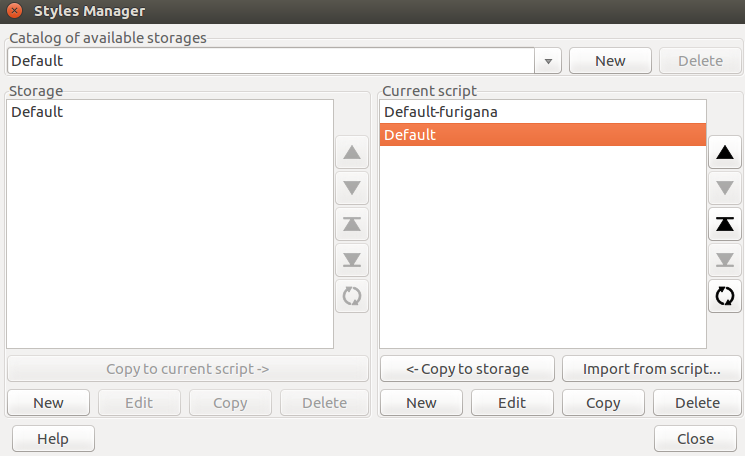 Styles Manager
Catalog of available storages
Default
New
Delete
Storage
Default
Current script
Default-furigana
Default
Copy to current script ->
<- Copy to storage
Import from script...
New
Edit
Copy
Delete
New
Edit
Copy
Delete
Help
Close